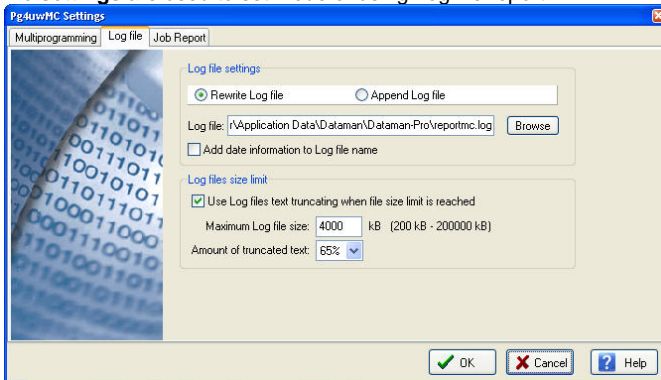 Pg4uwMC Settings
Multiprogramming Log file Job Report
Log file settings
Rewrite Log file Append Log file
Log file: r\Application Data\Dataman\Dataman-Pro\reportmc.log Browse
Add date information to Log file name
Log files size limit
Use Log files text truncating when file size limit is reached
Maximum Log file size: 4000 kB (200 kB - 200000 kB)
Amount of truncated text: 65%
OK Cancel Help